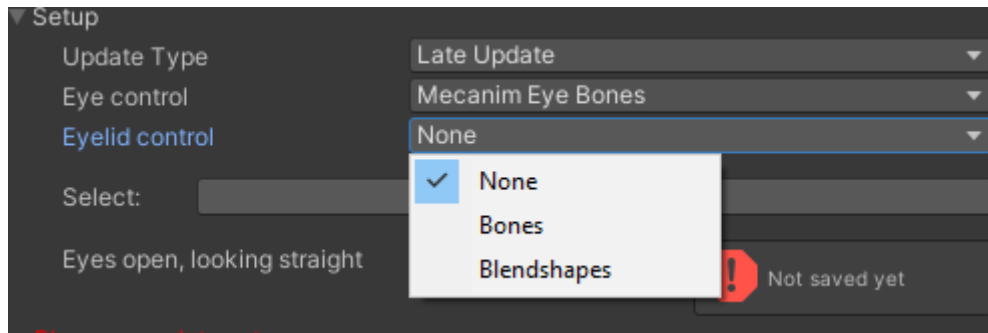 Setup
Update Type Late Update
Eye control Mecanim Eye Bones
Eyelid control None
None
Select:
Bones
Eyes open, looking straight
Blendshapes
Not saved yet